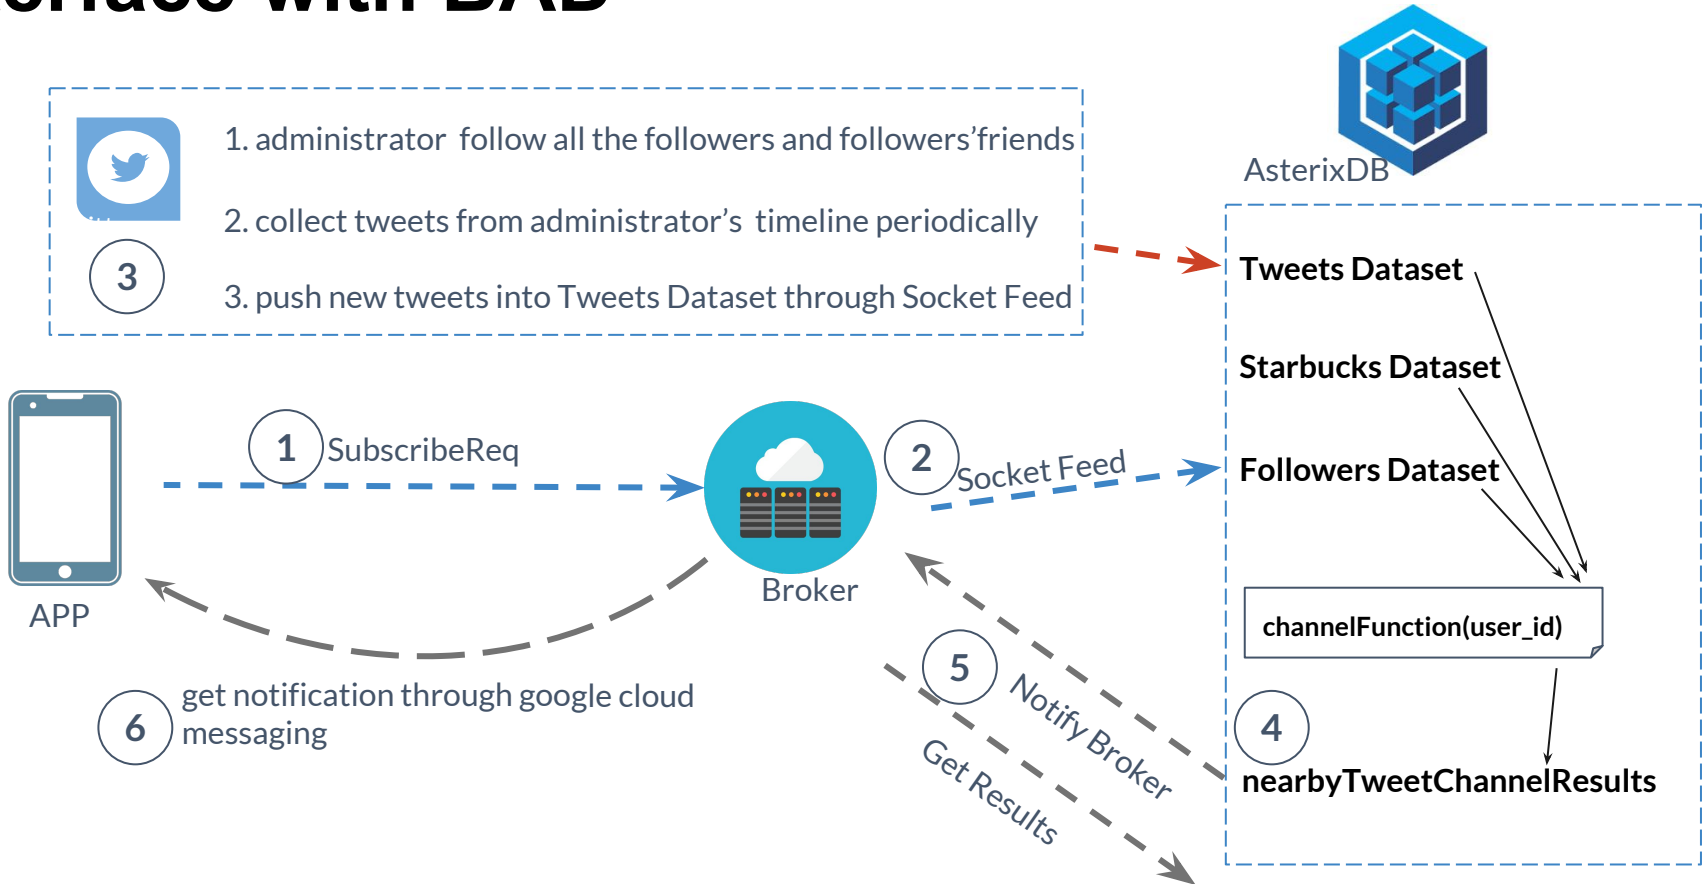 with BAD
1. administrator follow all the followers and followers'friends
2. collect tweets from administrator's timeline periodically
3
3. push new tweets into Tweets Dataset through Socket Feed
AsterixDB
Tweets Dataset
Starbucks Dataset
Followers Dataset
1 SubscribeReq
2 Socket Feed
Broker
APP
channelFunction(user_id)
5 Notify Broker
Get Results
4
nearbyTweetChannelResults
6 get notification through google cloud
messaging